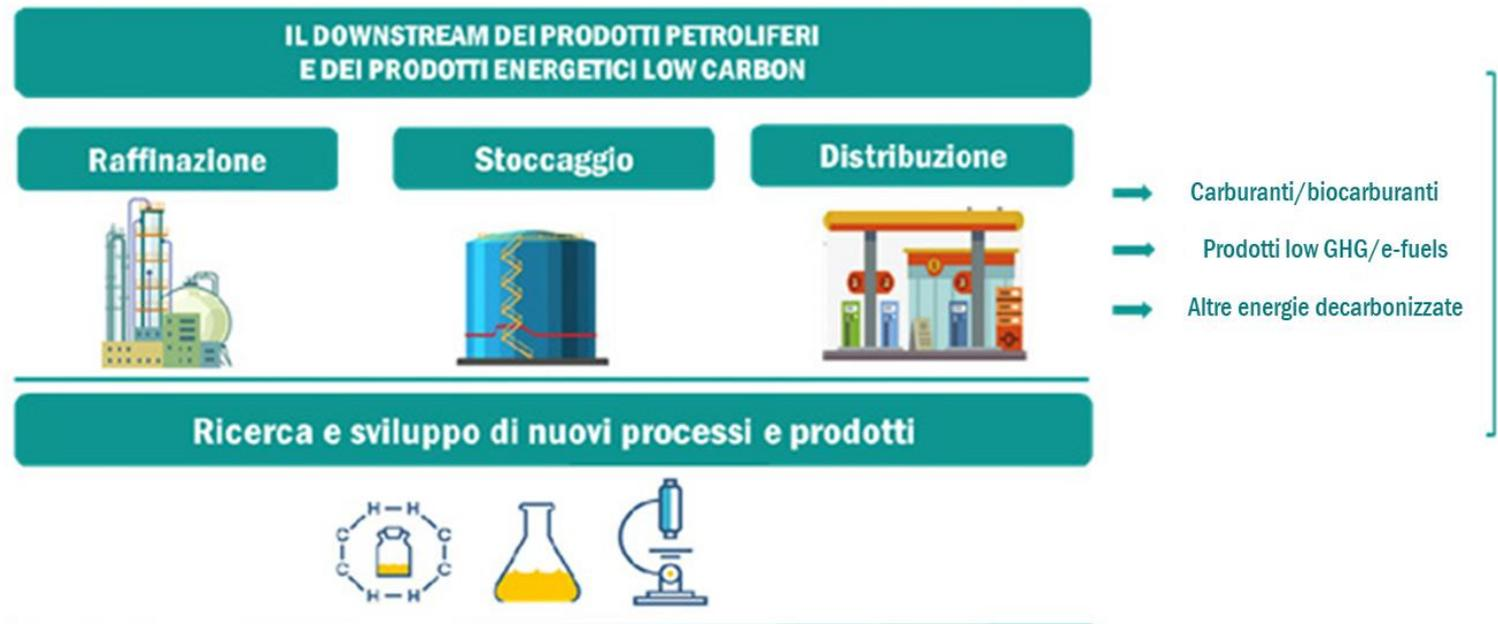 IL DOWNSTREAM DEI PRODOTTI PETROLIFERI
E DEI PRODOTTI ENERGETICI LOW CARBON
Raffinazione
Stoccaggio
Distribuzione
Carburanti/biocarburanti
Prodotti low GHG/e-fuels
Altre energie decarbonizzate
Ricerca e sviluppo di nuovi processi e prodotti
H H
C C
C C
H H